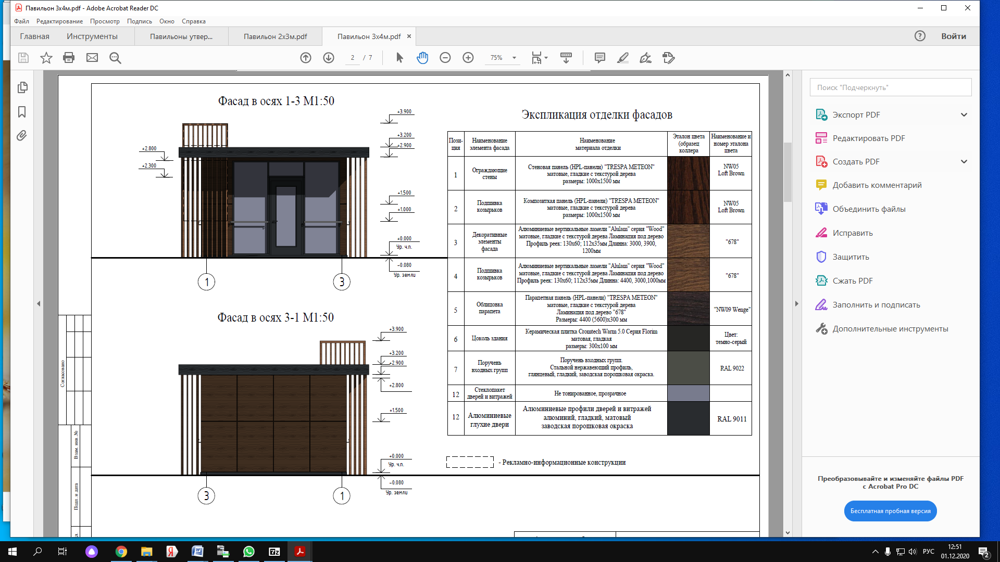 Павильон 3х4м.pdf - Adobe Acrobat Reader DC
Файл Редактирование Просмотр Подпись Окно Справка
Главная Инструменты Павильоны утвер... Павильон 2х3м.pdf Павильон 3х4м.pdf ×
Войти
2 / 7 75%
Фасад в осях 1-3 М1:50
+3.900
+3.200
+2.900
+2.800
+2.300
+1.500
+1.000
+0.000
Ур. ч.п.
-0.080
Ур. земли
1 3
Фасад в осях 3-1 М1:50
+3.900
+3.200
+2.900
+2.800
+1.500
+0.000
Ур. ч.п.
-0.080
Ур. земли
3 1
Согласовано
Взам. инв. №
Подп. и дата
Экспликация отделки фасадов
Пози-
ция
Наименование
элемента фасада
Наименование
материала отделки
Эталон цвета
(образец
коллера
Наименование и
номер эталона
цвета
1
Ограждающие
стены
Стеновая панель (HPL-панели) "TRESPA METEON"
матовые, гладкие с текстурой дерева
размеры: 1000х1500 мм
NW05
Loft Brown
2
Подшивка
козырьков
Композиткая панель (HPL-панели) "TRESPA METEON"
матовые, гладкие с текстурой дерева
размеры: 1000х1500 мм
NW05
Loft Brown
3
Декоративные
элементы
фасада
Алюминиевые вертикальные ламели "Alulam" серия "Wood"
матовые, гладкие с текстурой дерева Ламинация под дерево
Профиль реек: 130х60; 112х35мм Длинна: 3000, 3900,
1200мм
"678"
4
Подшивка
козырьков
Алюминиевые вертикальные ламели "Alulam" серия "Wood"
матовые, гладкие с текстурой дерева Ламинация под дерево
Профиль реек: 130х60; 112х35мм Длинна: 4400, 3000,1000мм
"678"
5
Облицовка
парапета
Парапетная панель (HPL-панели) "TRESPA METEON"
матовые, гладкие с текстурой дерева
Ламинация под дерево "678"
Размеры: 4400 (5600)х300 мм
"NW09 Wenge"
6
Цоколь здания
Керамическая плитка Cromtech Warm 5.0 Серия Florim
матовая, гладкая
размеры: 300х100 мм
Цвет:
темно-серый
7
Поручень
входных групп
Поручень входных групп.
Стальной нержавеющий профиль,
глянцевый, гладкий, заводская порошковая окраска.
RAL 9022
12
Стеклопакет
дверей и витражей
Не тонированное, прозрачное
12
Алюминиевые
глухие двери
Алюминиевые профили дверей и витражей
алюминий, гладкий, матовый
заводская порошковая окраска
RAL 9011
- Рекламно-информационные конструкции
Поиск "Подчеркнуть"
Экспорт PDF
Редактировать PDF
Создать PDF
Добавить комментарий
Объединить файлы
Исправить
Защитить
Сжать PDF
Заполнить и подписать
Дополнительные инструменты
Преобразовывайте и изменяйте файлы PDF
с Acrobat Pro DC
Бесплатная пробная версия
РУС
12:51
01.12.2020
2